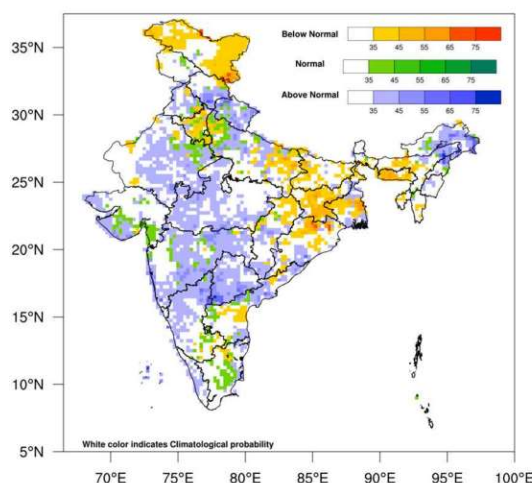 35°N
30°N
25°N
20°N
15°N
10°N
5°N
Below Normal
35 45 55 65 75
Normal
35 45 55 65 75
Above Normal
35 45 55 65 75
White color indicates Climatological probability
70°E 75°E 80°E 85°E 90°E 95°E 100°E